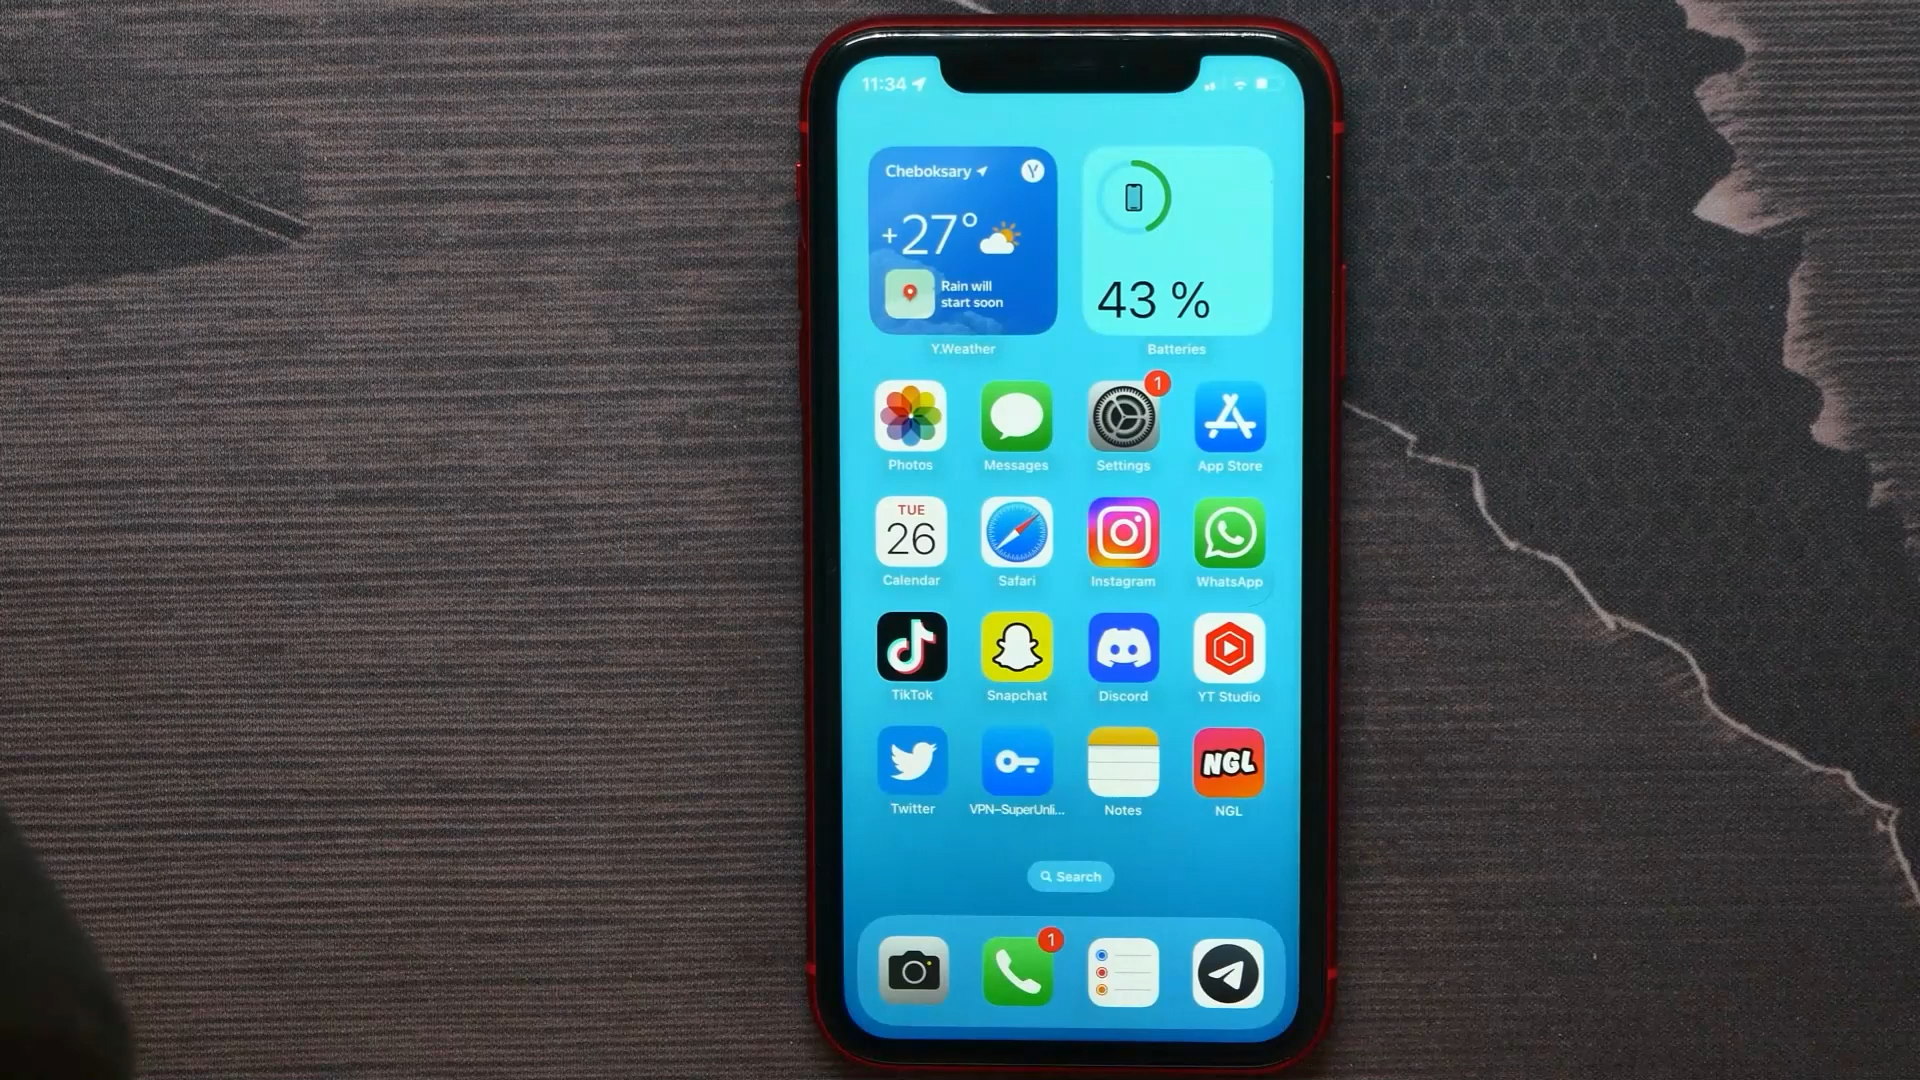 11:34
Cheboksary
Y
+27°
Rain will
start soon
Y.Weather
43 %
Batteries
1
Photos
Messages
Settings
App Store
TUE
26
Calendar
Safari
Instagram
WhatsApp
TikTok
Snapchat
Discord
YT Studio
NGL
Twitter
VPN–SuperUnli...
Notes
NGL
Search
1